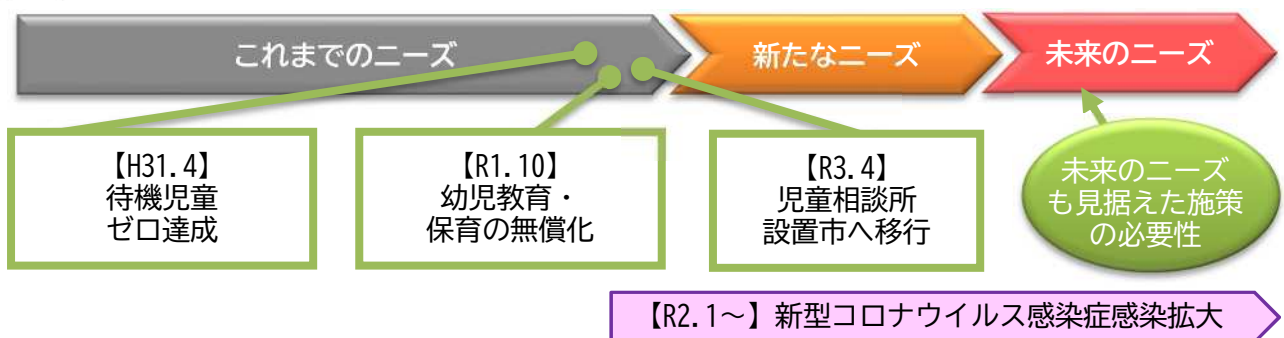 これまでのニーズ
新たなニーズ
未来のニーズ
【H31.4】
待機児童
ゼロ達成
【R1.10】
幼児教育・
保育の無償化
【R3.4】
児童相談所
設置市へ移行
未来のニーズ
も見据えた施策
の必要性
【R2.1～】新型コロナウイルス感染症感染拡大